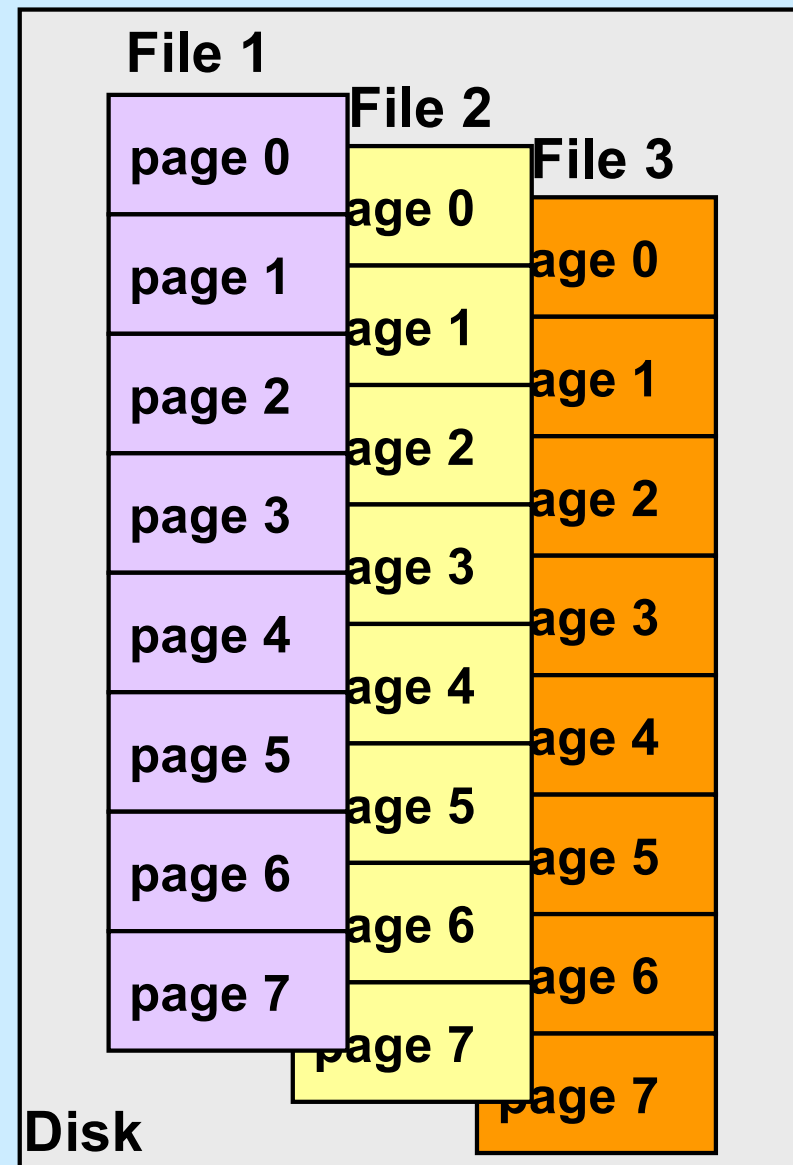 File 1
page 0
page 1
page 2
page 3
page 4
page 5
page 6
page 7
File 2
age 0
age 1
age 2
age 3
age 4
age 5
age 6
page 7
File 3
age 0
age 1
age 2
age 3
age 4
age 5
age 6
page 7
Disk